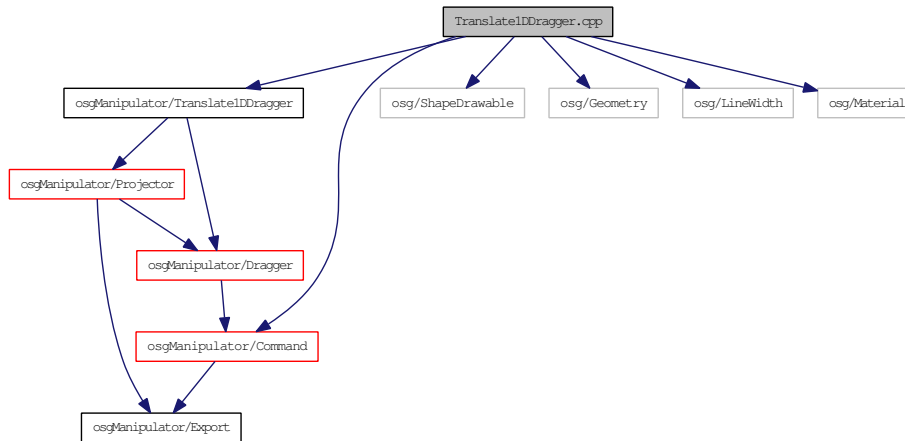 Translate1DDragger.cpp
osgManipulator/Translate1DDragger
osg/ShapeDrawable
osg/Geometry
osg/LineWidth
osg/Material
osgManipulator/Projector
osgManipulator/Dragger
osgManipulator/Command
osgManipulator/Export